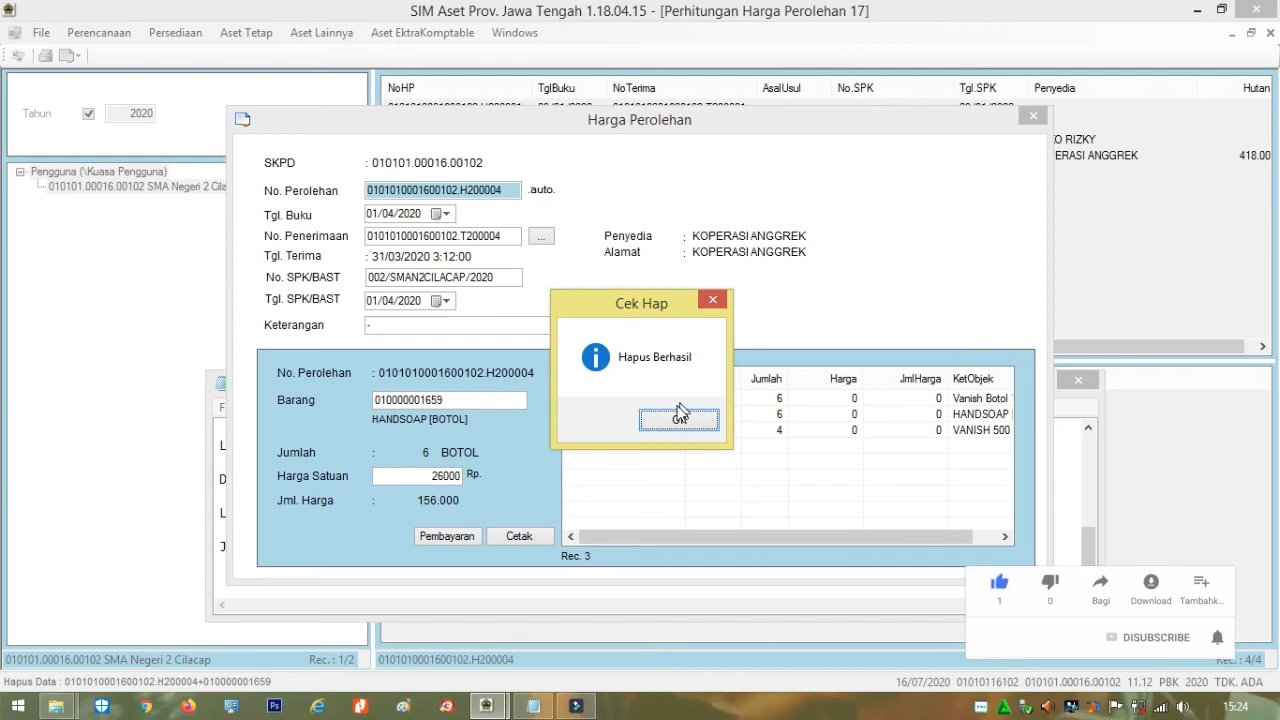 SIM Aset Prov. Jawa Tengah 1.18.04.15 - [Perhitungan Harga Perolehan 17]
File Perencanaan Persediaan Aset Tetap Aset Lainnya Aset EktraKomptable Windows
Tahun 2020
NoHP TglBuku NoTerima AsalUsul No.SPK Tgl.SPK Penyedia Hutan
Harga Perolehan
RIZKY
ERASI ANGGREK 418.00
Pengguna (\Kuasa Pengguna)
010101.00016.00102 SMA Negeri 2 Cila
SKPD : 010101.00016.00102
No. Perolehan 0101010001600102.H200004 .auto.
Tgl. Buku 01/04/2020
No. Penerimaan 0101010001600102.T200004 ... Penyedia : KOPERASI ANGGREK
Tgl. Terima : 31/03/2020 3:12:00 Alamat : KOPERASI ANGGREK
No. SPK/BAST 002/SMAN2CILACAP/2020
Tgl. SPK/BAST 01/04/2020
Keterangan -
Cek Hap
Hapus Berhasil
No. Perolehan : 0101010001600102.H200004
Barang 010000001659
HANDSOAP [BOTOL]
Jumlah : 6 BOTOL
Harga Satuan 26000 Rp.
Jml. Harga : 156.000
Pembayaran Cetak
Jumlah Harga JmlHarga KetObjek
6 0 0 Vanish Botol
6 0 0 HANDSOAP [
4 0 0 VANISH 500
Rec. 3
1 0 Bagi Download Tambahk...
DISUBSCRIBE
010101.00016.00102 SMA Negeri 2 Cilacap Rec. : 1/2 0101010001600102.H200004 Rec. : 4/4
Hapus Data : 0101010001600102.H200004+010000001659 16/07/2020 01010116102 010101.00016.00102 11.12 PBK 2020 TDK. ADA
15:24